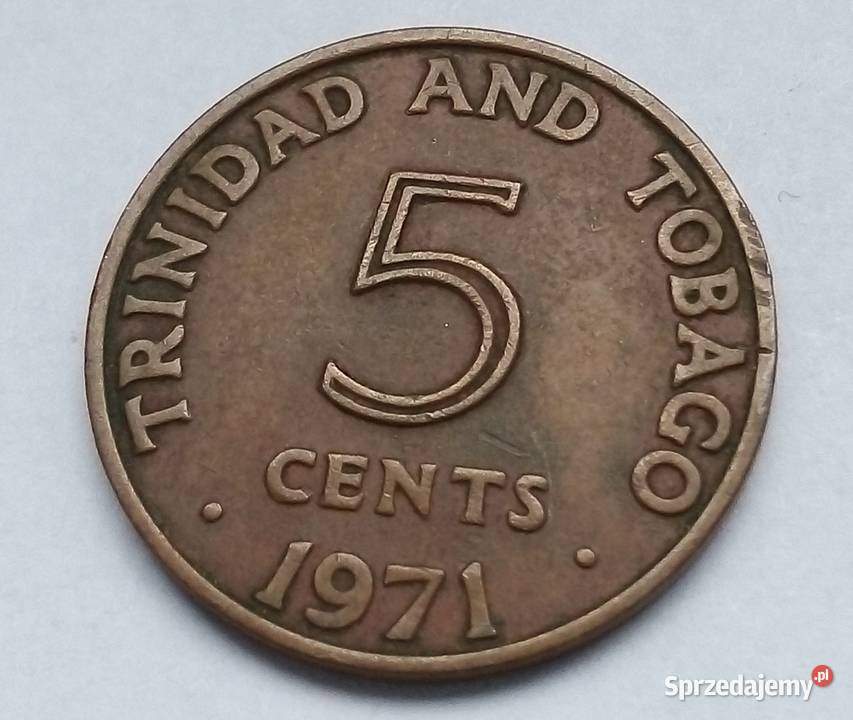 TRINIDAD AND TOBAGO
5
CENTS
• 1971 •
Sprzedajemy.pl